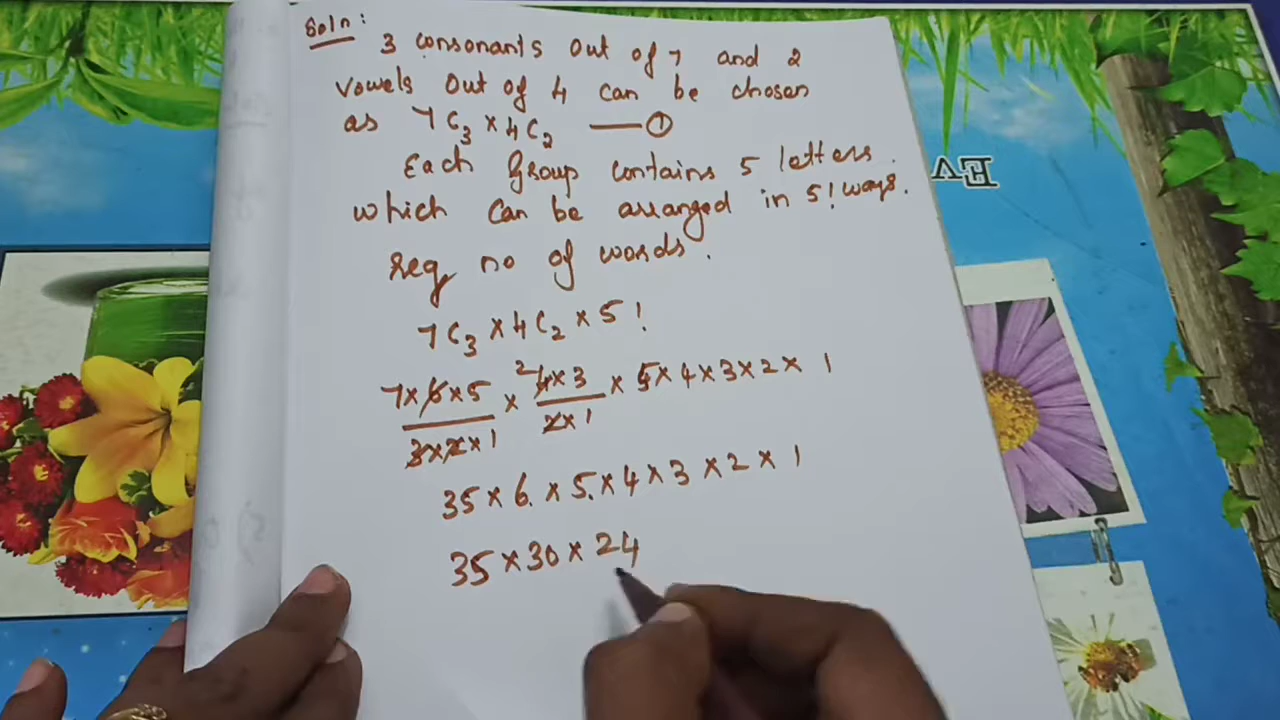 Soln:
3 consonants out of 7 and 2
vowels out of 4 can be chosen
as 7C₃ × 4C₂ —— ①
Each Group contains 5 letters.
which can be arranged in 5! ways.
req no of words.
7C₃ × 4C₂ × 5!
7×6×5 / 3×2×1 × ²4×3 / 2×1 × 5×4×3×2×1
35 × 6 × 5 × 4 × 3 × 2 × 1
35 × 30 × 24
Ev